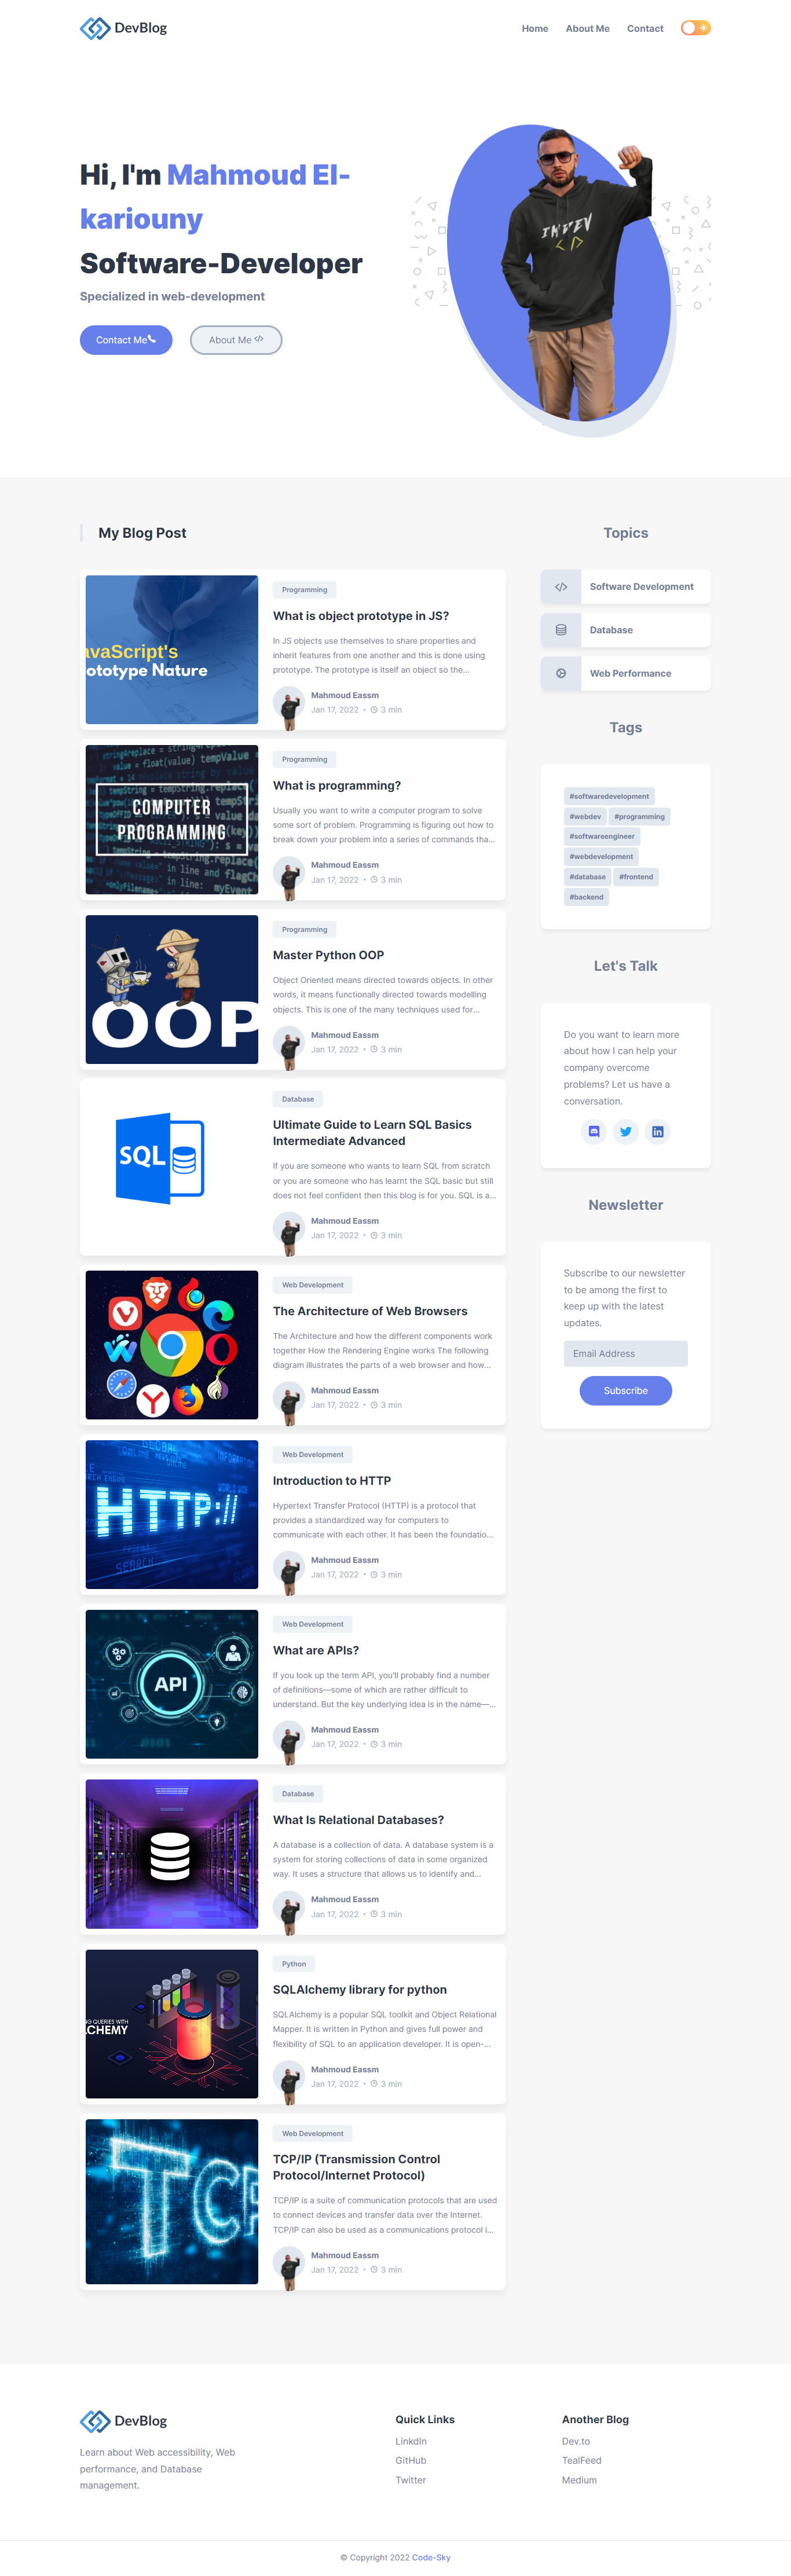 DevBlog
Home
About Me
Contact
Hi, I'm Mahmoud El-
kariouny
Software-Developer
Specialized in web-development
Contact Me
About Me
I'M DEV
</>
My Blog Post
avaScript's
ototype Nature
Programming
What is object prototype in JS?
In JS objects use themselves to share properties and
inherit features from one another and this is done using
prototype. The prototype is itself an object so the...
Mahmoud Eassm
Jan 17, 2022 • 3 min
COMPUTER
PROGRAMMING
Programming
What is programming?
Usually you want to write a computer program to solve
some sort of problem. Programming is figuring out how to
break down your problem into a series of commands tha...
Mahmoud Eassm
Jan 17, 2022 • 3 min
OOP
Programming
Master Python OOP
Object Oriented means directed towards objects. In other
words, it means functionally directed towards modelling
objects. This is one of the many techniques used for...
Mahmoud Eassm
Jan 17, 2022 • 3 min
SQL
Database
Ultimate Guide to Learn SQL Basics
Intermediate Advanced
If you are someone who wants to learn SQL from scratch
or you are someone who has learnt the SQL basic but still
does not feel confident then this blog is for you. SQL is a...
Mahmoud Eassm
Jan 17, 2022 • 3 min
Web Development
The Architecture of Web Browsers
The Architecture and how the different components work
together How the Rendering Engine works The following
diagram illustrates the parts of a web browser and how...
Mahmoud Eassm
Jan 17, 2022 • 3 min
HTTP://
Web Development
Introduction to HTTP
Hypertext Transfer Protocol (HTTP) is a protocol that
provides a standardized way for computers to
communicate with each other. It has been the foundatio...
Mahmoud Eassm
Jan 17, 2022 • 3 min
API
Web Development
What are APIs?
If you look up the term API, you'll probably find a number
of definitions—some of which are rather difficult to
understand. But the key underlying idea is in the name—...
Mahmoud Eassm
Jan 17, 2022 • 3 min
Database
What Is Relational Databases?
A database is a collection of data. A database system is a
system for storing collections of data in some organized
way. It uses a structure that allows us to identify and...
Mahmoud Eassm
Jan 17, 2022 • 3 min
NG QUERIES WITH
LCHEMY
Python
SQLAlchemy library for python
SQLAlchemy is a popular SQL toolkit and Object Relational
Mapper. It is written in Python and gives full power and
flexibility of SQL to an application developer. It is open-...
Mahmoud Eassm
Jan 17, 2022 • 3 min
TCP
Web Development
TCP/IP (Transmission Control
Protocol/Internet Protocol)
TCP/IP is a suite of communication protocols that are used
to connect devices and transfer data over the Internet.
TCP/IP can also be used as a communications protocol i...
Mahmoud Eassm
Jan 17, 2022 • 3 min
Topics
Software Development
Database
Web Performance
Tags
#softwaredevelopment
#webdev #programming
#softwareengineer
#webdevelopment
#database #frontend
#backend
Let's Talk
Do you want to learn more
about how I can help your
company overcome
problems? Let us have a
conversation.
Newsletter
Subscribe to our newsletter
to be among the first to
keep up with the latest
updates.
Email Address
Subscribe
DevBlog
Learn about Web accessibility, Web
performance, and Database
management.
Quick Links
LinkdIn
GitHub
Twitter
Another Blog
Dev.to
TealFeed
Medium
© Copyright 2022 Code-Sky